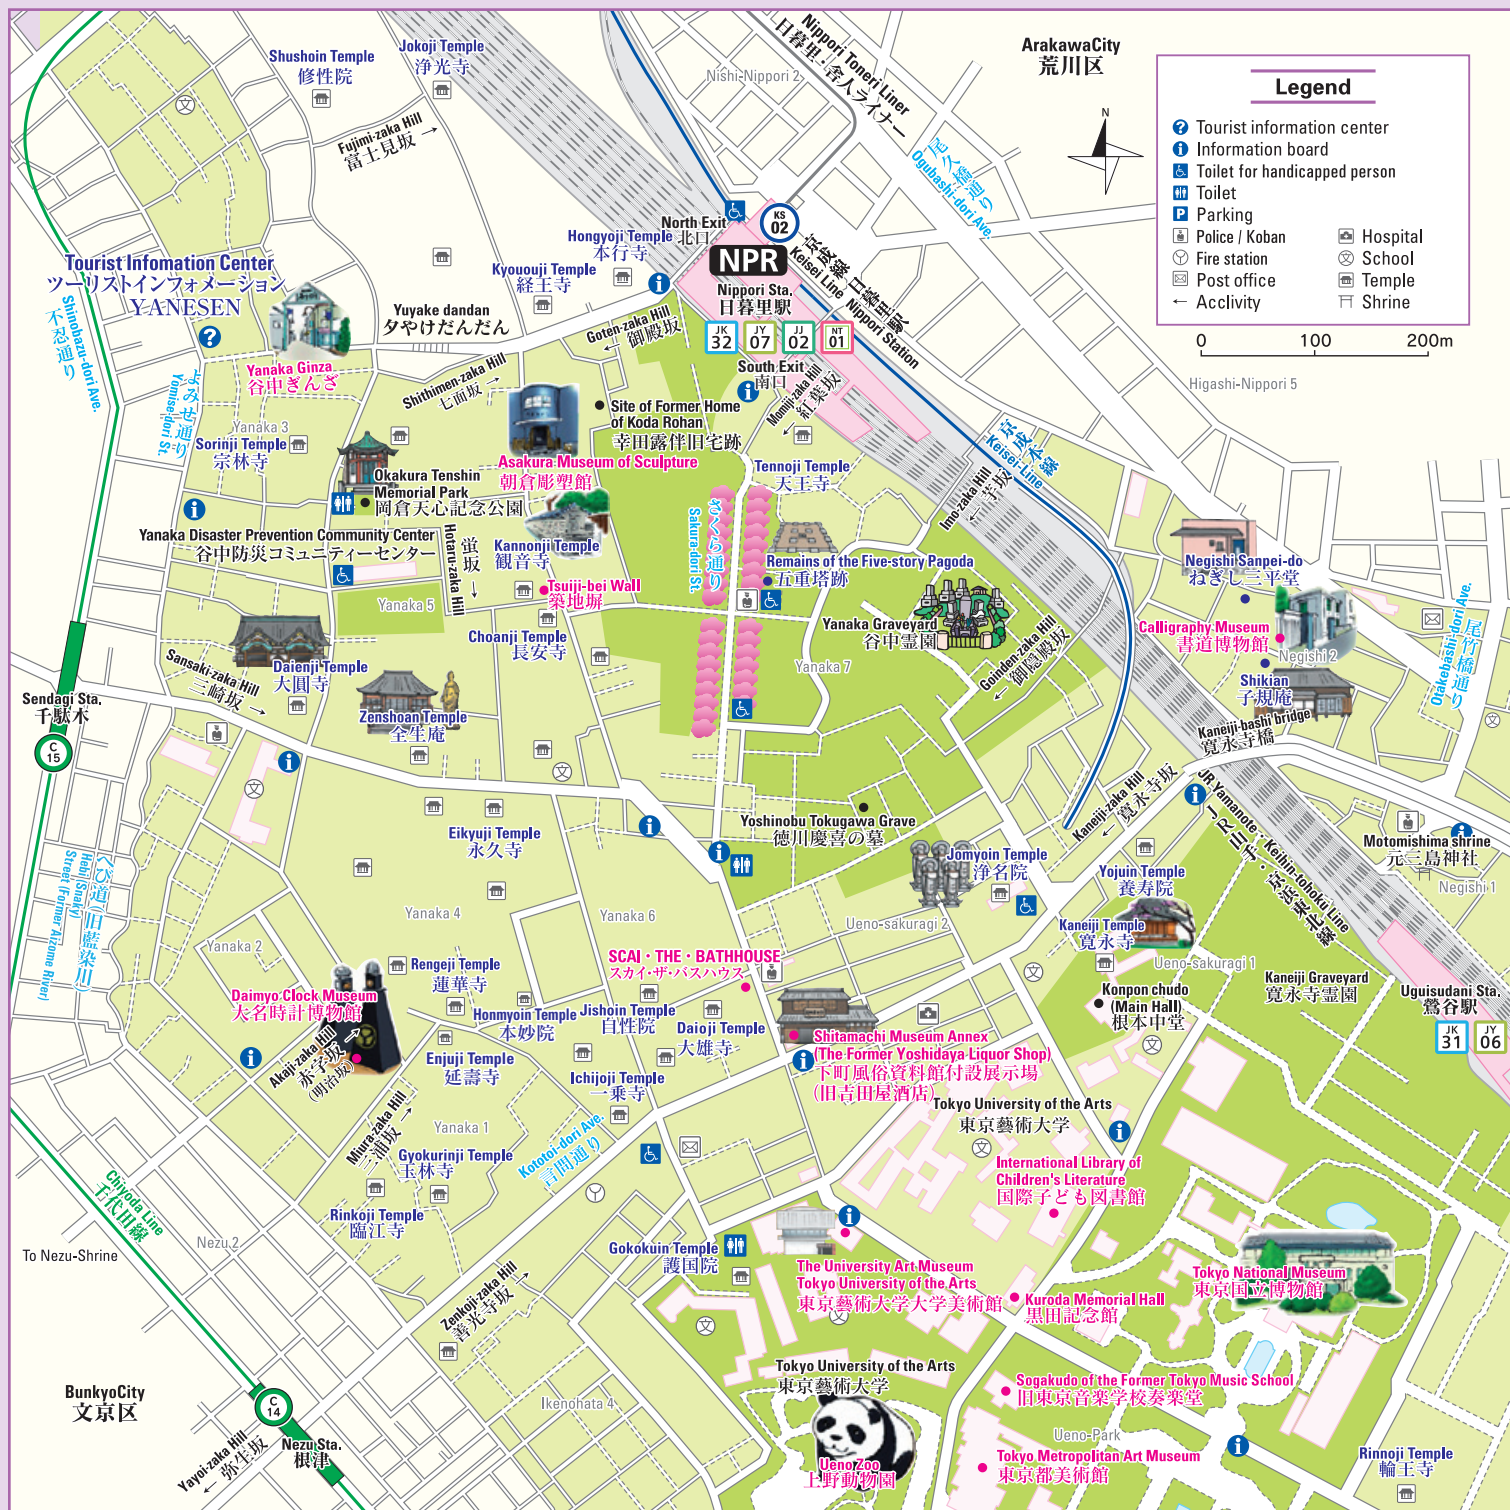 Shushoin Temple
修性院
Jokoji Temple
浄光寺
Nishi-Nippori 2
Nippori Toneri Liner
日暮里・舎人ライナー
ArakawaCity
荒川区
尾久橋通り
Ogubashi-dori Ave.
N
Legend
Tourist information center
Information board
Toilet for handicapped person
Toilet
Parking
Police / Koban
Hospital
Fire station
School
Post office
Temple
Acclivity
Shrine
0 100 200m
Fujimi-zaka Hill
富士見坂
North Exit
北口
KS
02
Hongyoji Temple
本行寺
NPR
Kyououji Temple
経王寺
Nippori Sta.
日暮里駅
京成線 日暮里駅
Keisei Line Nippori Station
JK
32
JY
07
JJ
02
NT
01
Tourist Infomation Center
ツーリストインフォメーション
YANESEN
Yuyake dandan
夕やけだんだん
Goten-zaka Hill
御殿坂
South Exit
南口
Momiji-zaka Hill
紅葉坂
Higashi-Nippori 5
不忍通り
Shinobazu-dori Ave.
Yanaka Ginza
谷中ぎんざ
よみせ通り
Yomise-dori St.
Shithimen-zaka Hill
七面坂
Site of Former Home
of Koda Rohan
幸田露伴旧宅跡
Yanaka 3
Sorinji Temple
宗林寺
Asakura Museum of Sculpture
朝倉彫塑館
Tennoji Temple
天王寺
京成本線
Keisei-Line
Imo-zaka Hill
芋坂
Okakura Tenshin
Memorial Park
岡倉天心記念公園
Yanaka Disaster Prevention Community Center
谷中防災コミュニティーセンター
蛍坂
Hotaru-zaka Hill
Kannonji Temple
観音寺
さくら通り
Sakura-dori St.
Remains of the Five-story Pagoda
五重塔跡
Negishi Sanpei-do
ねぎし三平堂
Tsuiji-bei Wall
築地塀
Yanaka 5
Yanaka Graveyard
谷中霊園
Calligraphy Museum
書道博物館
Negishi 2
尾竹橋通り
Otakebashi-dori Ave.
Choanji Temple
長安寺
Goinden-zaka Hill
御隠殿坂
Yanaka 7
Shikian
子規庵
Sansaki-zaka Hill
三崎坂
Daienji Temple
大圓寺
Zenshoan Temple
全生庵
Sendagi Sta.
千駄木
C
15
Kaneiji-bashi bridge
寛永寺橋
Kaneiji-zaka Hill
寛永寺坂
JR Yamanote・Keihin-tohoku Line
JR山手・京浜東北線
Yoshinobu Tokugawa Grave
徳川慶喜の墓
Eikyuji Temple
永久寺
Motomishima shrine
元三島神社
Negishi 1
Jomyoin Temple
浄名院
Yojuin Temple
養寿院
へび道(旧藍染川)
Hebi (Snaky)
Street (Former Aizome River)
Yanaka 4
Yanaka 6
Ueno-sakuragi 2
Kaneiji Temple
寛永寺
Yanaka 2
SCAI・THE・BATHHOUSE
スカイ・ザ・バスハウス
Ueno-sakuragi 1
Kaneiji Graveyard
寛永寺霊園
Rengeji Temple
蓮華寺
Daimyo Clock Museum
大名時計博物館
Konpon chudo
(Main Hall)
根本中堂
Uguisudani Sta.
鶯谷駅
JK
31
JY
06
Honmyoin Temple
本妙院
Jishoin Temple
自性院
Daioji Temple
大雄寺
Shitamachi Museum Annex
(The Former Yoshidaya Liquor Shop)
下町風俗資料館付設展示場
(旧吉田屋酒店)
Akaji-zaka Hill
赤字坂
(明治坂)
Enjuji Temple
延壽寺
Ichijoji Temple
一乗寺
Tokyo University of the Arts
東京藝術大学
Miura-zaka Hill
三浦坂
Yanaka 1
Kototoi-dori Ave.
言問通り
Gyokurinji Temple
玉林寺
International Library of
Children's Literature
国際子ども図書館
Chiyoda Line
千代田線
Rinkoji Temple
臨江寺
To Nezu-Shrine
Nezu 2
Gokokuin Temple
護国院
The University Art Museum
Tokyo University of the Arts
東京藝術大学大学美術館
Tokyo National Museum
東京国立博物館
Kuroda Memorial Hall
黒田記念館
Zenkoji-zaka Hill
善光寺坂
Tokyo University of the Arts
東京藝術大学
Sogakudo of the Former Tokyo Music School
旧東京音楽学校奏楽堂
BunkyoCity
文京区
C
14
Ikenohata 4
Ueno-Park
Nezu Sta.
根津
Yayoi-zaka Hill
弥生坂
Ueno Zoo
上野動物園
Tokyo Metropolitan Art Museum
東京都美術館
Rinnoji Temple
輪王寺